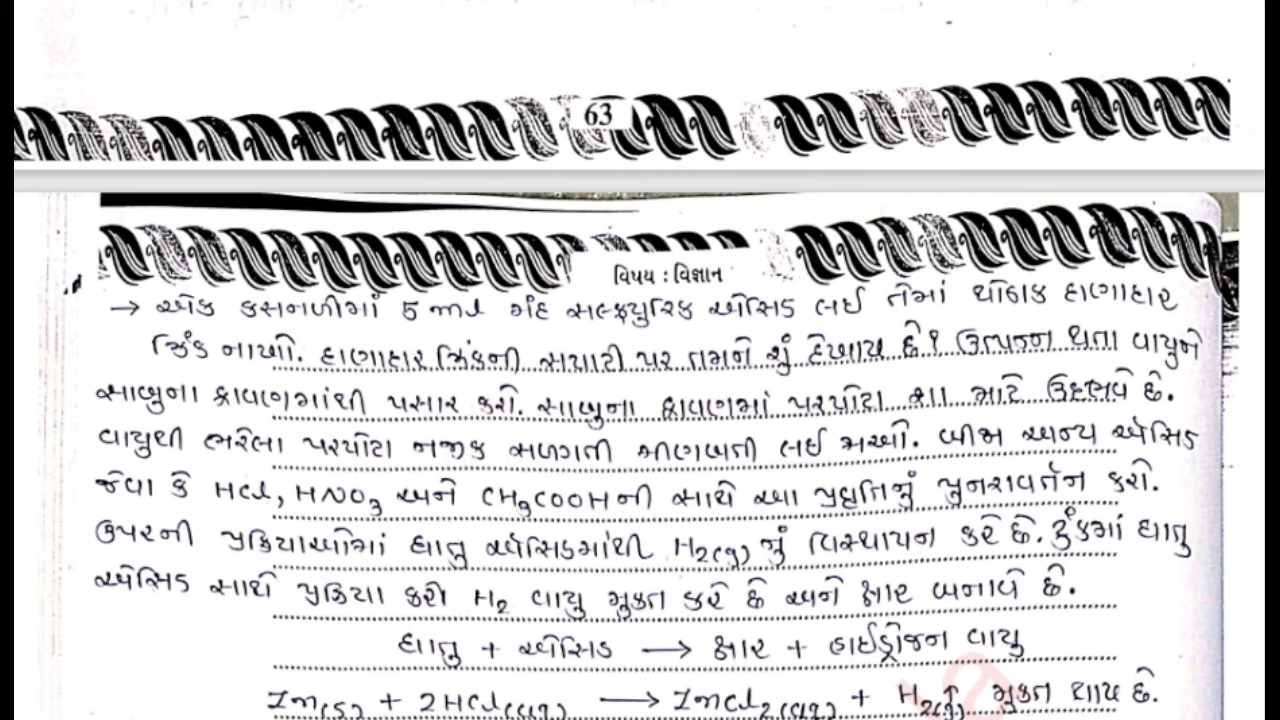 63
વિષય : વિજ્ઞાન
→ એક કસનળીમાં 5 ml મંદ સલ્ફ્યુરિક એસિડ લઈ તેમાં થોડાક દાણાદાર
ઝિંક નાખો. દાણાદાર ઝિંકની સપાટી પર તમને શું દેખાય છે? ઉત્પન્ન થતા વાયુને
સાબુના દ્રાવણમાંથી પસાર કરો. સાબુના દ્રાવણમાં પરપોટા શા માટે ઉદ્દભવે છે.
વાયુથી ભરેલા પરપોટા નજીક સળગતી મીણબત્તી લઈ જાઓ. બીજા અન્ય એસિડ
જેવા કે HCl, HNO3 અને CH3COOH ની સાથે આ પ્રવૃત્તિનું પુનરાવર્તન કરો.
ઉપરની પ્રક્રિયાઓમાં ધાતુ એસિડમાંથી H2(g) નું વિસ્થાપન કરે છે. ટુંકમાં ધાતુ
એસિડ સાથે પ્રક્રિયા કરી H2 વાયુ મુક્ત કરે છે અને ક્ષાર બનાવે છે.
ધાતુ + એસિડ → ક્ષાર + હાઈડ્રોજન વાયુ
Zn(s) + 2HCl(aq) → ZnCl2(aq) + H2(g)↑ મુક્ત થાય છે.